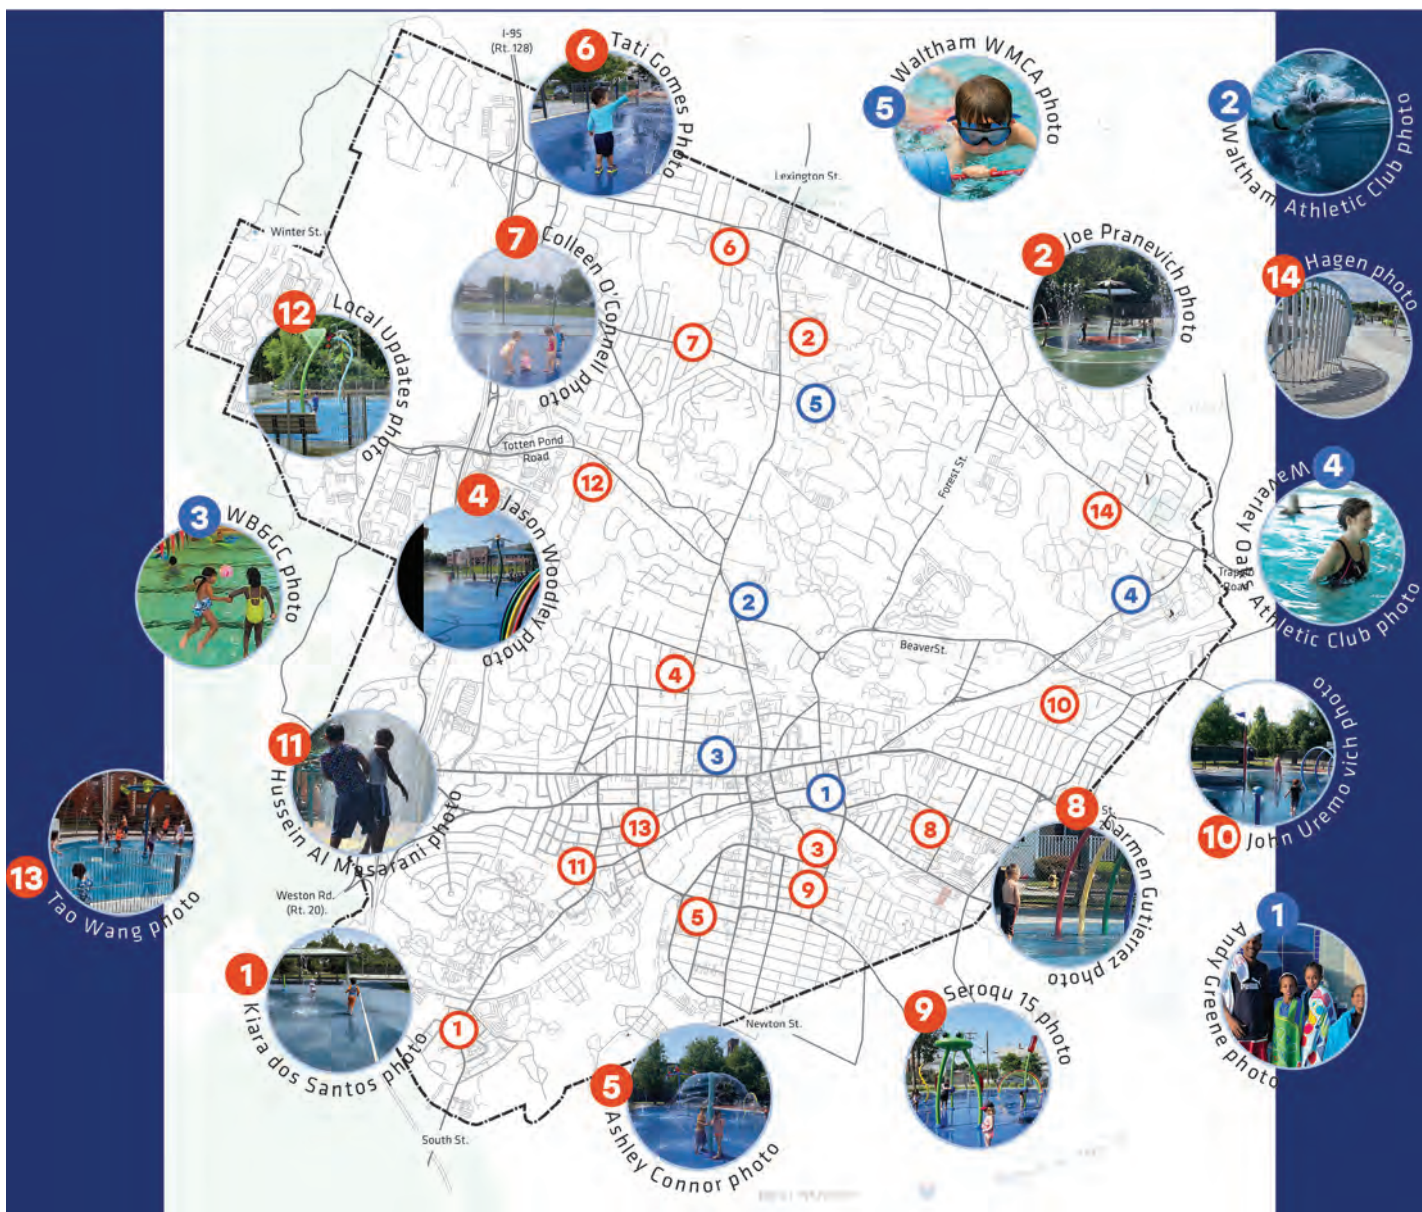 I-95
(Rt. 128)
6
Tati Gomes Photo
5
Waltham WMCA photo
2
Waltham Athletic Club photo
Lexington St.
Winter St.
7
Colleen O'Connell photo
6
2
Joe Pranevich photo
14
Hagen photo
12
Local Updates photo
7
2
5
Totten Pond
Road
12
Forest St.
4
Jason Woodley photo
14
4
Waverley Oaks Athletic Club photo
3
WB&GC photo
2
4
Trapelo
Road
Beaver St.
4
10
10
John Uremovich photo
11
Hussein Al Masarani photo
3
1
13
Tao Wang photo
13
8
St.
8
Carmen Gutierrez photo
3
11
9
Weston Rd.
(Rt. 20).
5
1
Andy Greene photo
1
Kiara dos Santos photo
1
Newton St.
9
Seroqu 15 photo
5
Ashley Connor photo
South St.